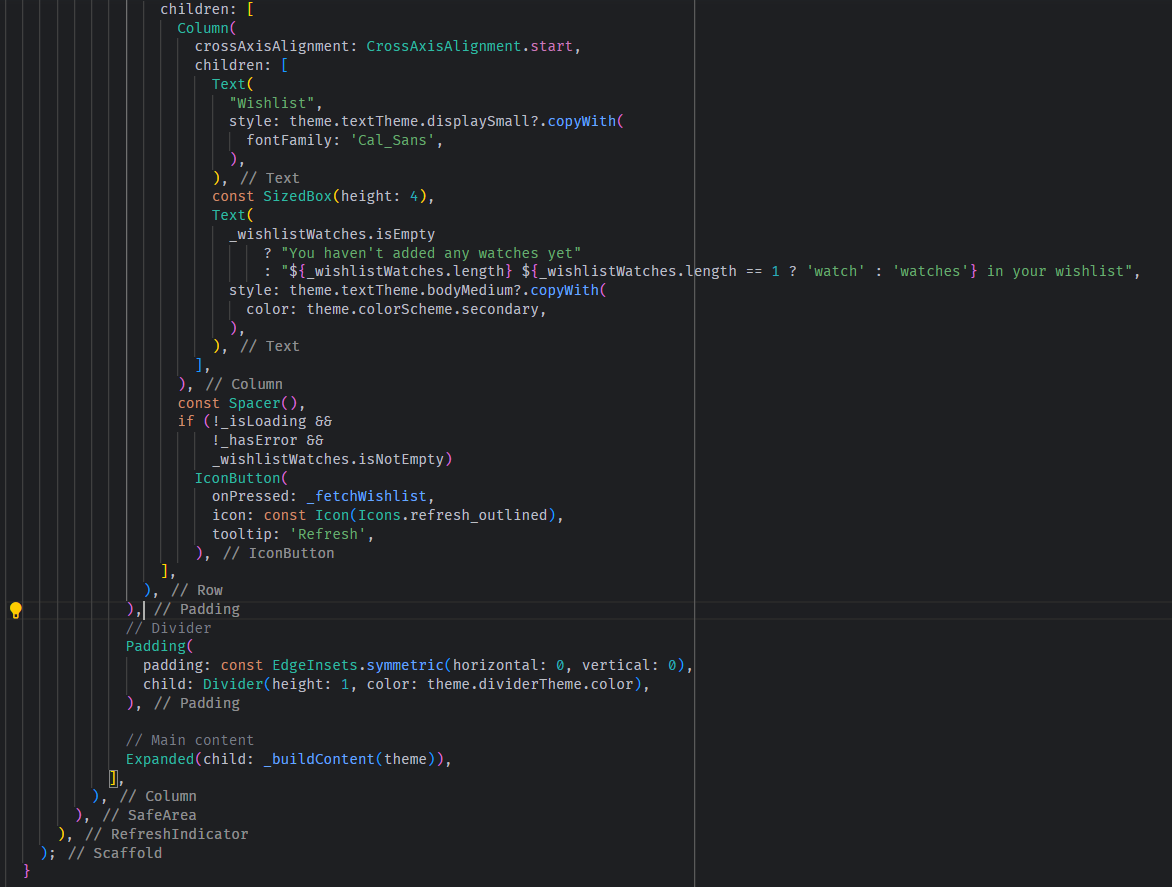 children: [
Column(
crossAxisAlignment: CrossAxisAlignment.start,
children: [
Text(
"Wishlist",
style: theme.textTheme.displaySmall?.copyWith(
fontFamily: 'Cal_Sans',
),
), // Text
const SizedBox(height: 4),
Text(
_wishlistWatches.isEmpty
? "You haven't added any watches yet"
: "${_wishlistWatches.length} ${_wishlistWatches.length == 1 ? 'watch' : 'watches'} in your wishlist",
style: theme.textTheme.bodyMedium?.copyWith(
color: theme.colorScheme.secondary,
),
), // Text
],
), // Column
const Spacer(),
if (!_isLoading &&
!_hasError &&
_wishlistWatches.isNotEmpty)
IconButton(
onPressed: _fetchWishlist,
icon: const Icon(Icons.refresh_outlined),
tooltip: 'Refresh',
), // IconButton
],
), // Row
), // Padding
// Divider
Padding(
padding: const EdgeInsets.symmetric(horizontal: 0, vertical: 0),
child: Divider(height: 1, color: theme.dividerTheme.color),
), // Padding
// Main content
Expanded(child: _buildContent(theme)),
],
), // Column
), // SafeArea
), // RefreshIndicator
); // Scaffold
}